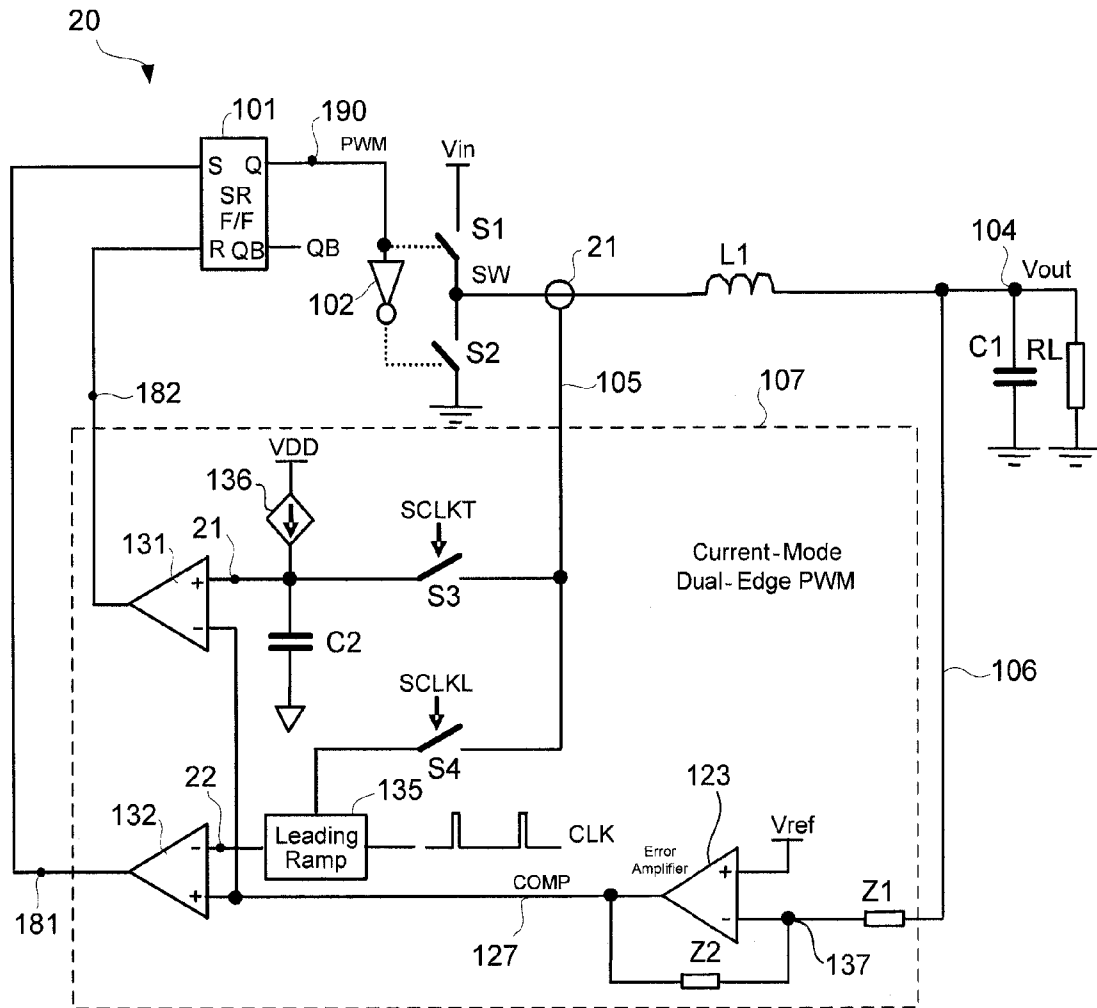 20
101
190
PWM
Vin
S Q
SR
F/F
R QB
QB
S1
SW
21
L1
104
Vout
102
S2
C1
RL
105
107
182
VDD
136
SCLKT
131
21
S3
Current-Mode
Dual-Edge PWM
C2
106
SCLKL
S4
22
135
132
123
Leading
Ramp
CLK
Vref
Error
Amplifier
COMP
Z1
181
127
Z2
137
+
-
-
+
+
-